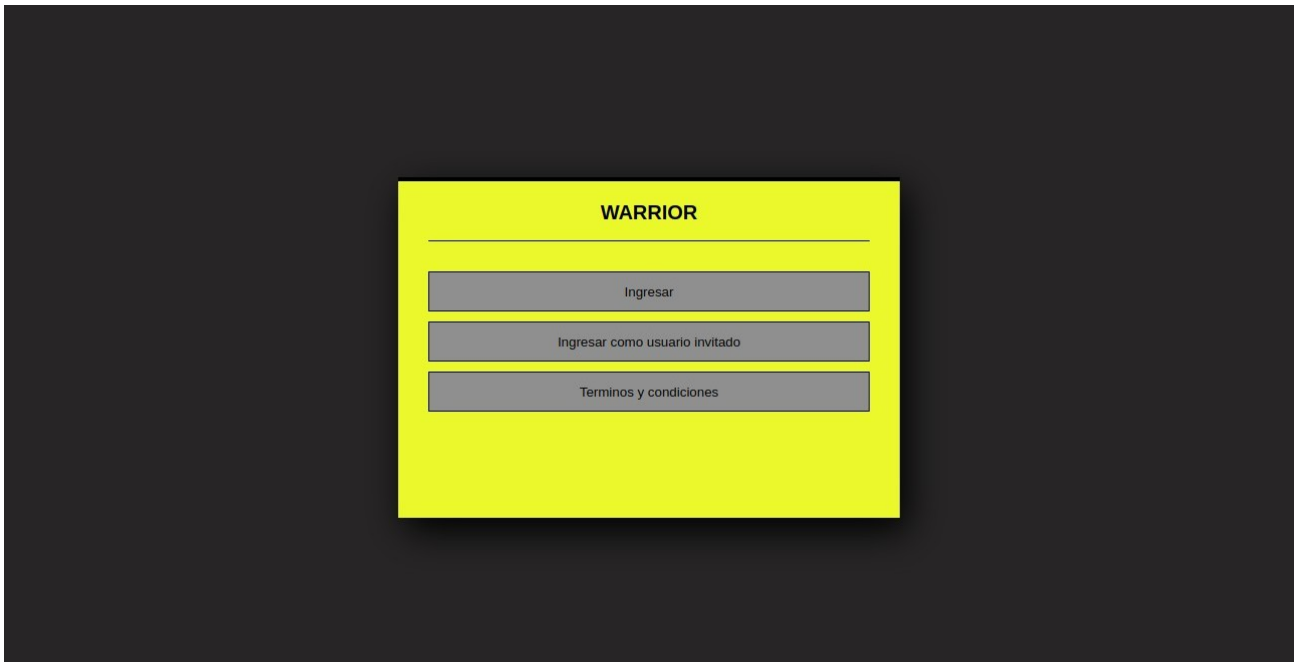 WARRIOR
Ingresar
Ingresar como usuario invitado
Terminos y condiciones